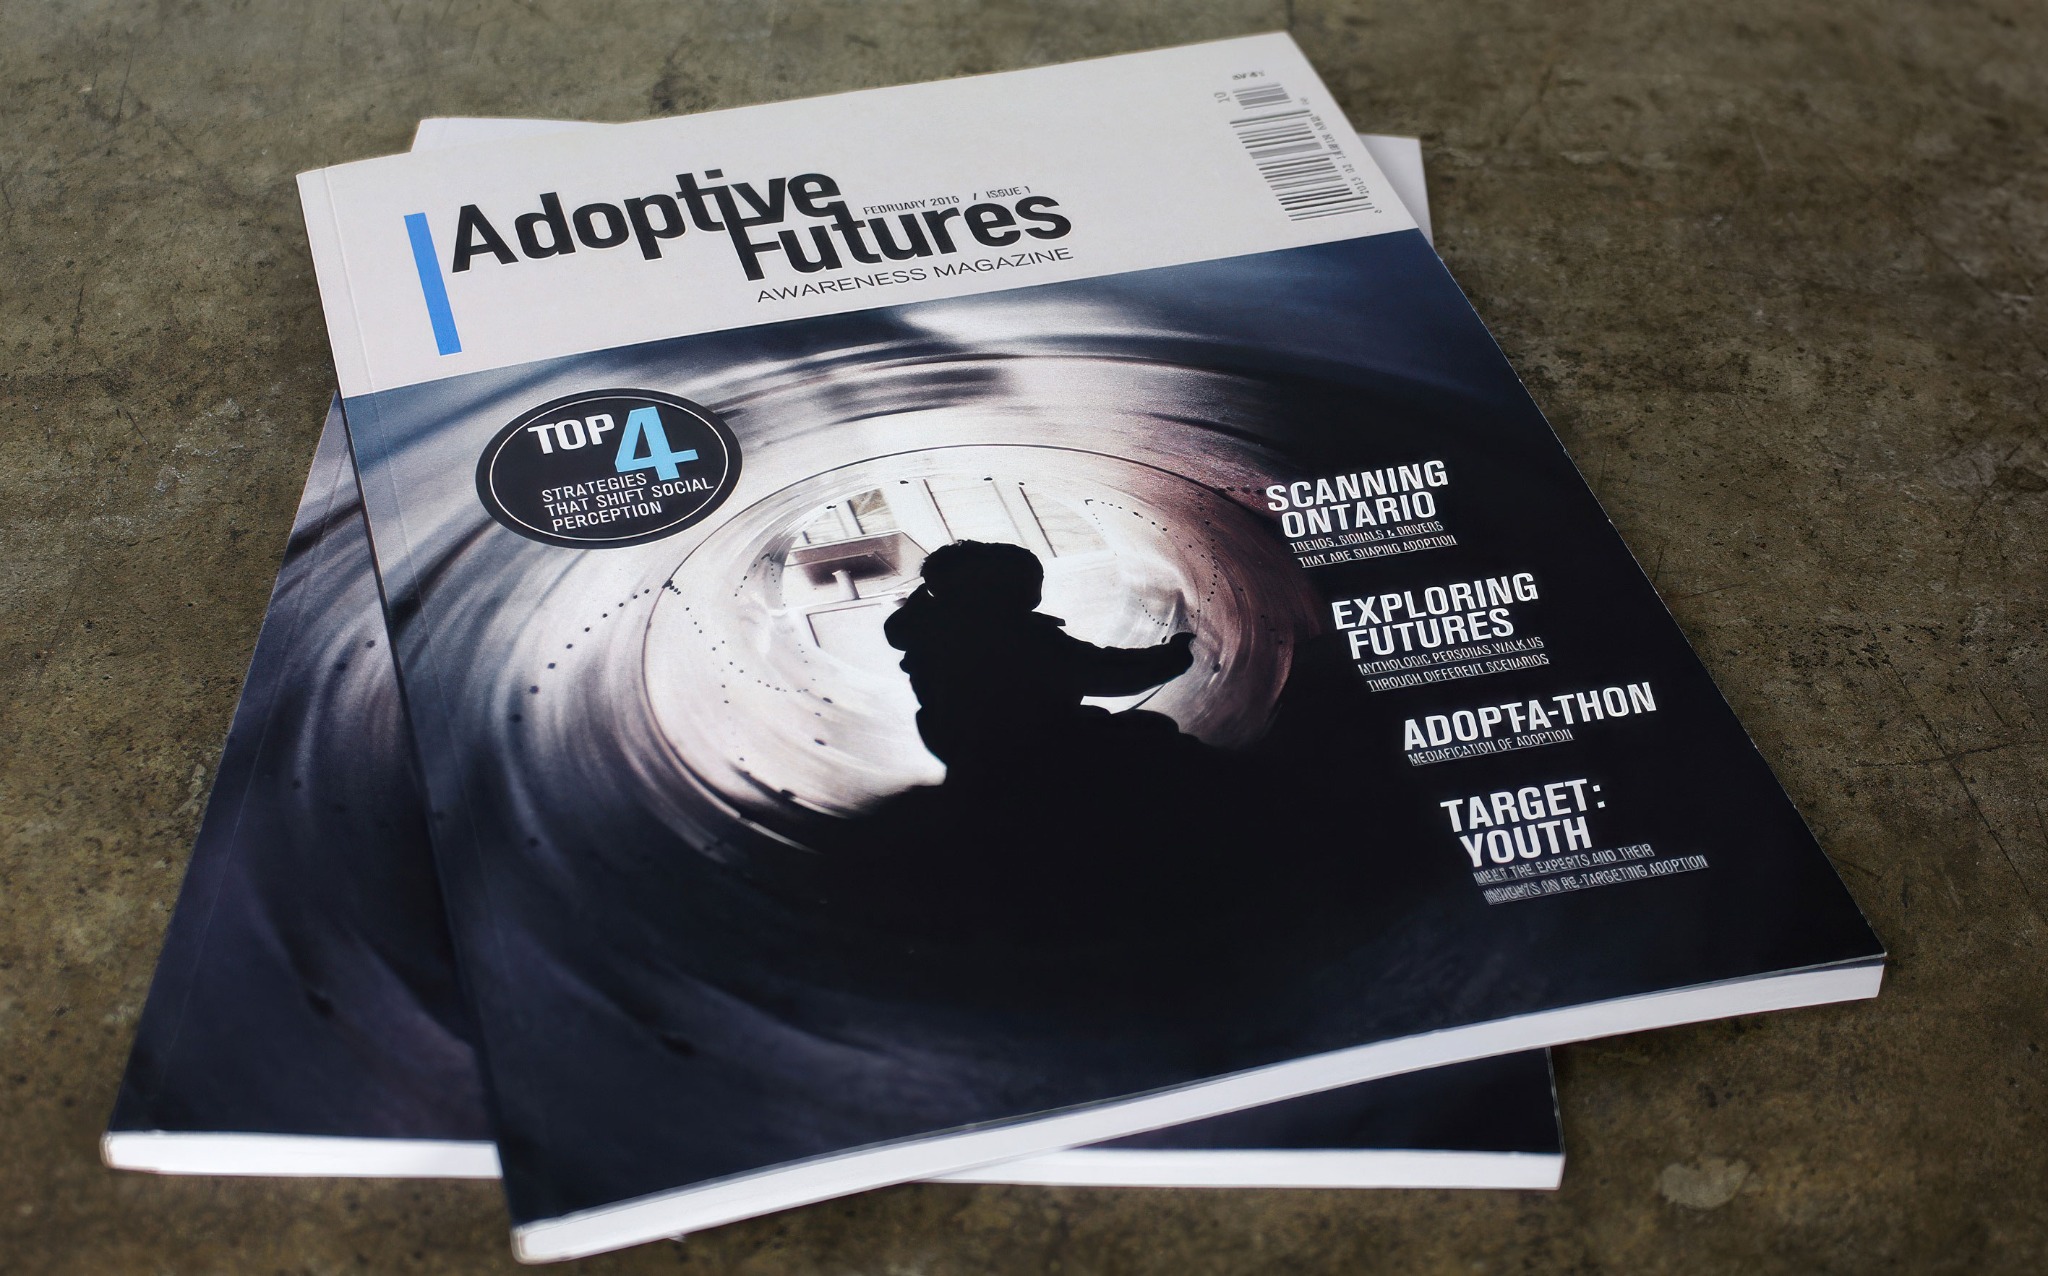 Adoptive
FEBRUARY 2015 / ISSUE 1
Futures
AWARENESS MAGAZINE
10
TOP 4
STRATEGIES
THAT SHIFT SOCIAL
PERCEPTION
SCANNING
ONTARIO
TRENDS, SIGNALS & DRIVERS
THAT ARE SHAPING ADOPTION
EXPLORING
FUTURES
MYTHOLOGIC PERSONAS WALK US
THROUGH DIFFERENT SCENARIOS
ADOPT-A-THON
MEDIAFICATION OF ADOPTION
TARGET:
YOUTH
MEET THE EXPERTS AND THEIR
ON RE-TARGETING ADOPTION